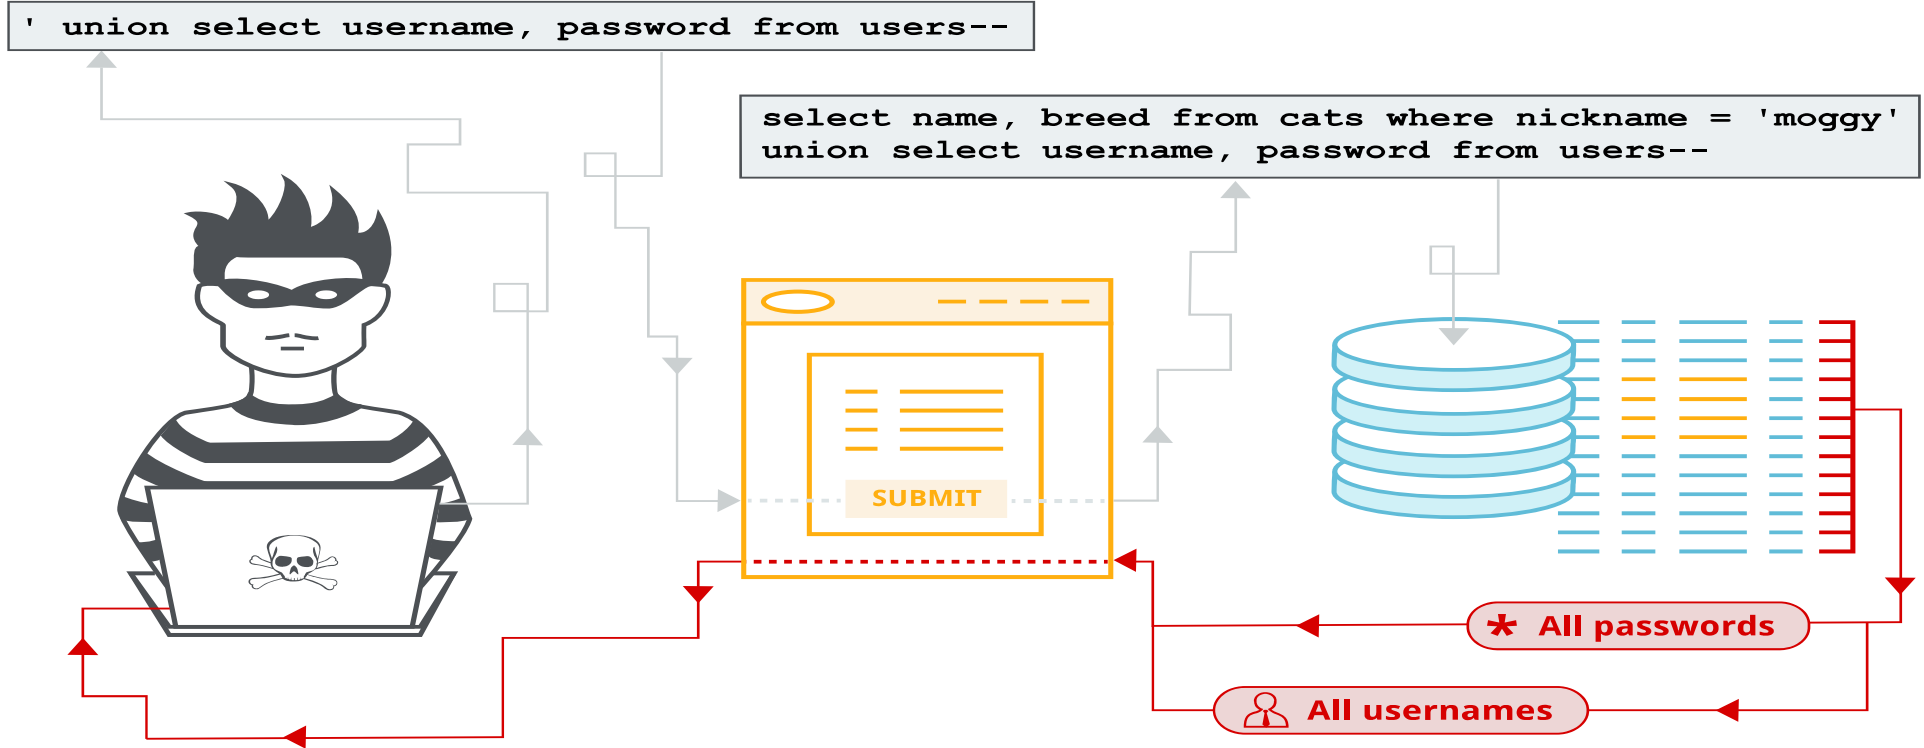 ' union select username, password from users--
select name, breed from cats where nickname = 'moggy'
union select username, password from users--
SUBMIT
* All passwords
All usernames